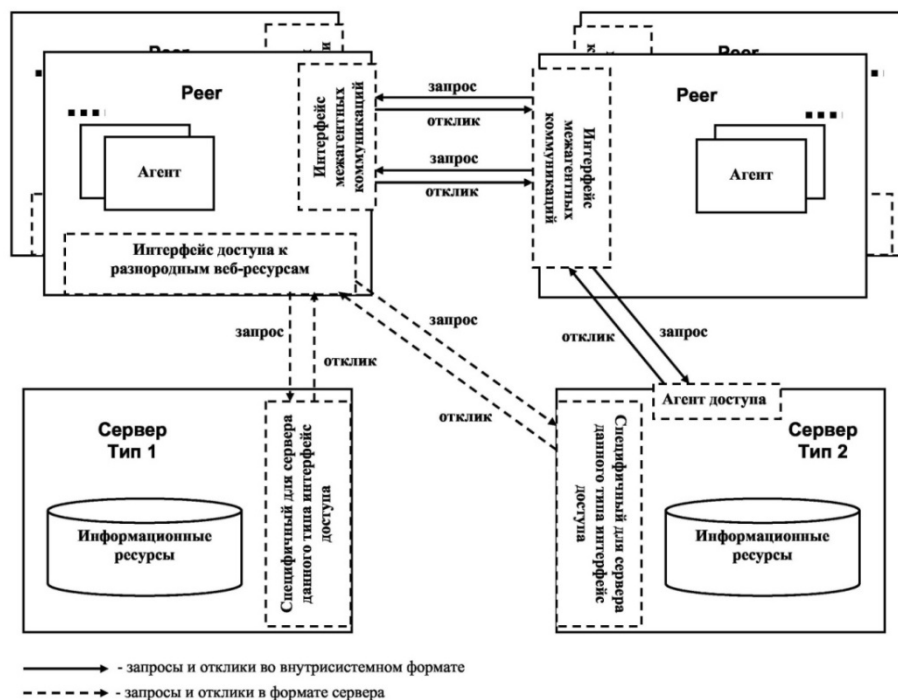 Peer
Peer
Peer
Интерфейс
межагентных
коммуникаций
Агент
Интерфейс доступа к
разнородным веб-ресурсам
запрос
отклик
запрос
отклик
Peer
Интерфейс
межагентных
коммуникаций
Агент
запрос
отклик
запрос
отклик
отклик
запрос
Сервер
Тип 1
Информационные
ресурсы
Специфичный для сервера
данного типа интерфейс
доступа
Агент доступа
Сервер
Тип 2
Специфичный для сервера
данного типа интерфейс
доступа
Информационные
ресурсы
- запросы и отклики во внутрисистемном формате
- запросы и отклики в формате сервера